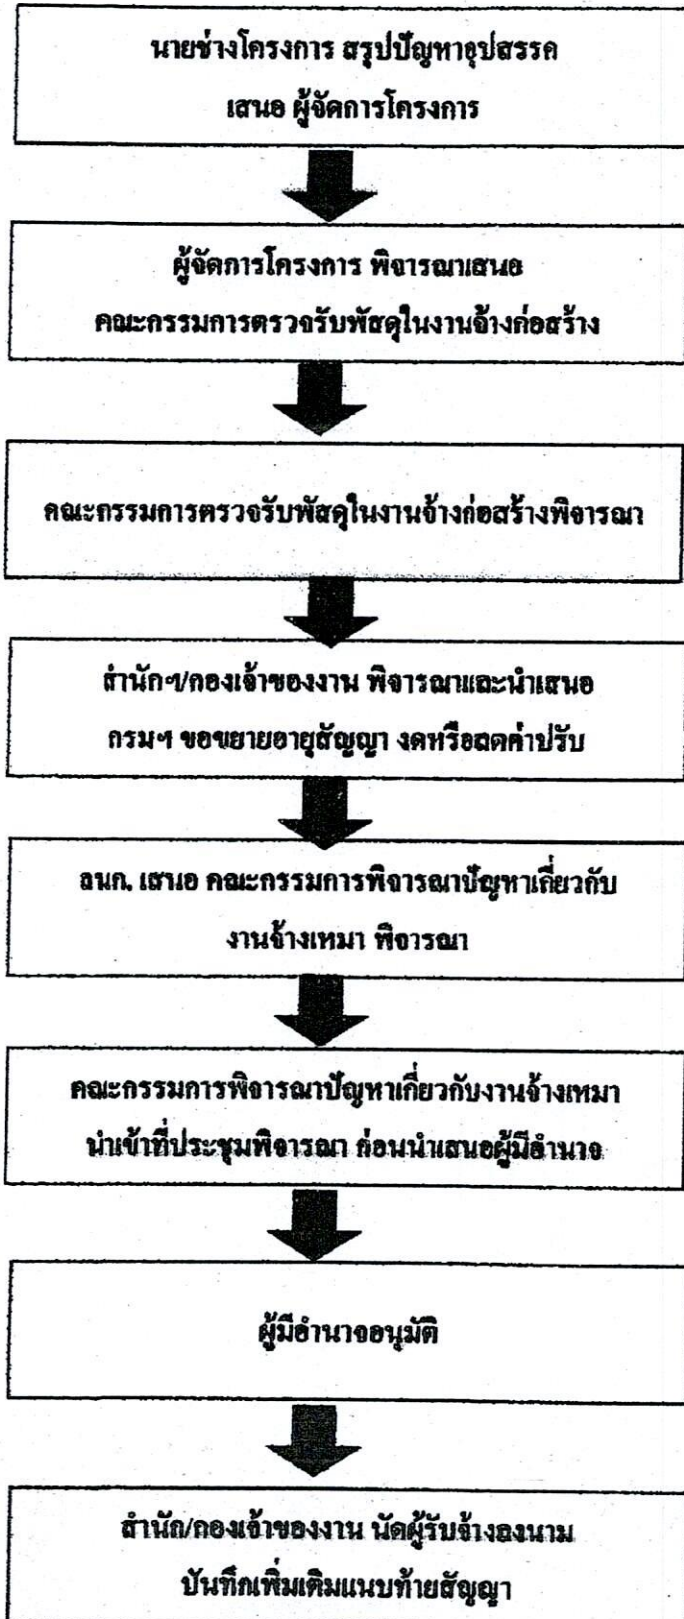 นายช่างโครงการ สรุปปัญหาอุปสรรค
เสนอ ผู้จัดการโครงการ
ผู้จัดการโครงการ พิจารณาเสนอ
คณะกรรมการตรวจรับพัสดุในงานจ้างก่อสร้าง
คณะกรรมการตรวจรับพัสดุในงานจ้างก่อสร้างพิจารณา
สำนักฯ/กองเจ้าของงาน พิจารณาและนำเสนอ
กรมฯ ขอขยายอายุสัญญา งดหรือลดค่าปรับ
ลนก. เสนอ คณะกรรมการพิจารณาปัญหาเกี่ยวกับ
งานจ้างเหมา พิจารณา
คณะกรรมการพิจารณาปัญหาเกี่ยวกับงานจ้างเหมา
นำเข้าที่ประชุมพิจารณา ก่อนนำเสนอผู้มีอำนาจ
ผู้มีอำนาจอนุมัติ
สำนัก/กองเจ้าของงาน นัดผู้รับจ้างลงนาม
บันทึกเพิ่มเติมแนบท้ายสัญญา